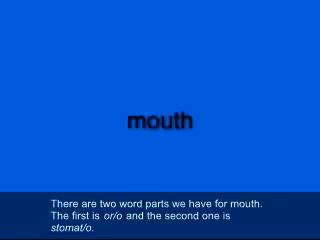 mouth
There are two word parts we have for mouth.
The first is or/o and the second one is
stomat/o.